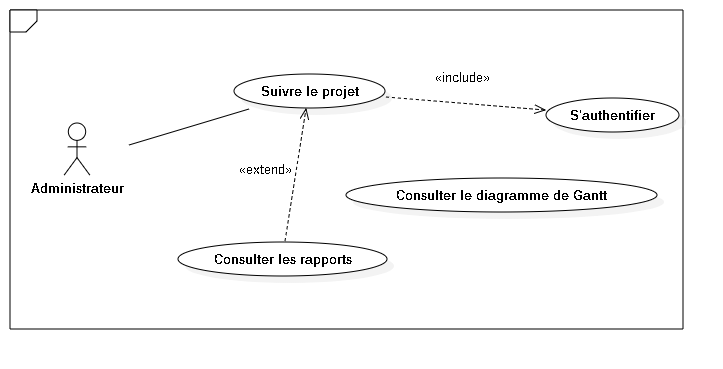 «include»
Suivre le projet
S'authentifier
«extend»
Administrateur
Consulter le diagramme de Gantt
Consulter les rapports